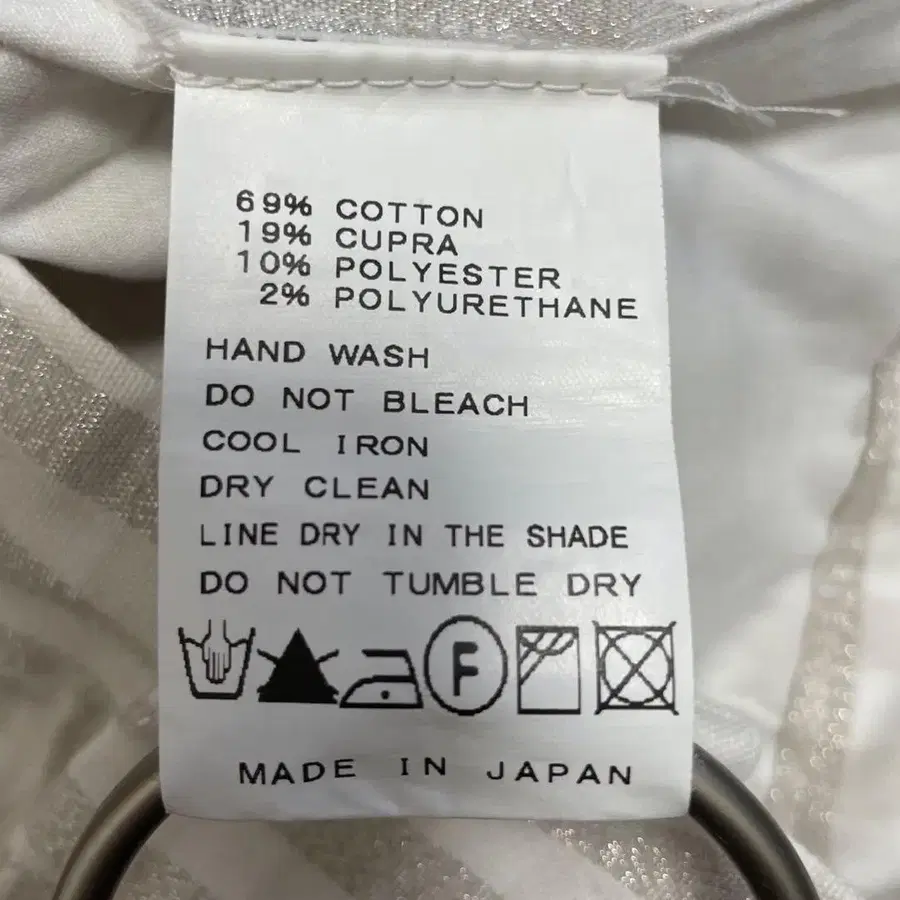 69% COTTON
19% CUPRA
10% POLYESTER
2% POLYURETHANE
HAND WASH
DO NOT BLEACH
COOL IRON
DRY CLEAN
LINE DRY IN THE SHADE
DO NOT TUMBLE DRY
F
MADE IN JAPAN